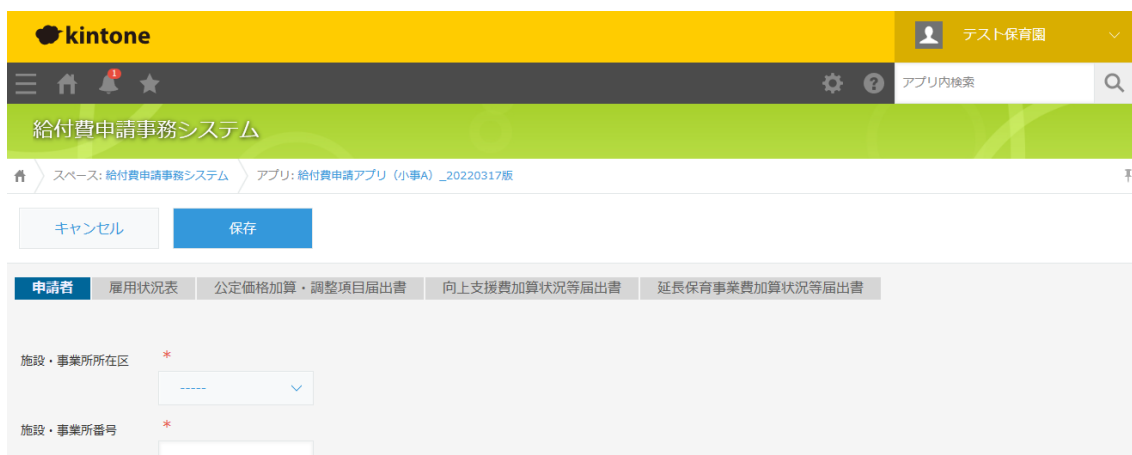 kintone
テスト保育園
1
アプリ内検索
給付費申請事務システム
スペース: 給付費申請事務システム アプリ: 給付費申請アプリ（小事A）_20220317版
キャンセル 保存
申請者 雇用状況表 公定価格加算・調整項目届出書 向上支援費加算状況等届出書 延長保育事業費加算状況等届出書
施設・事業所所在区 *
-----
施設・事業所番号 *